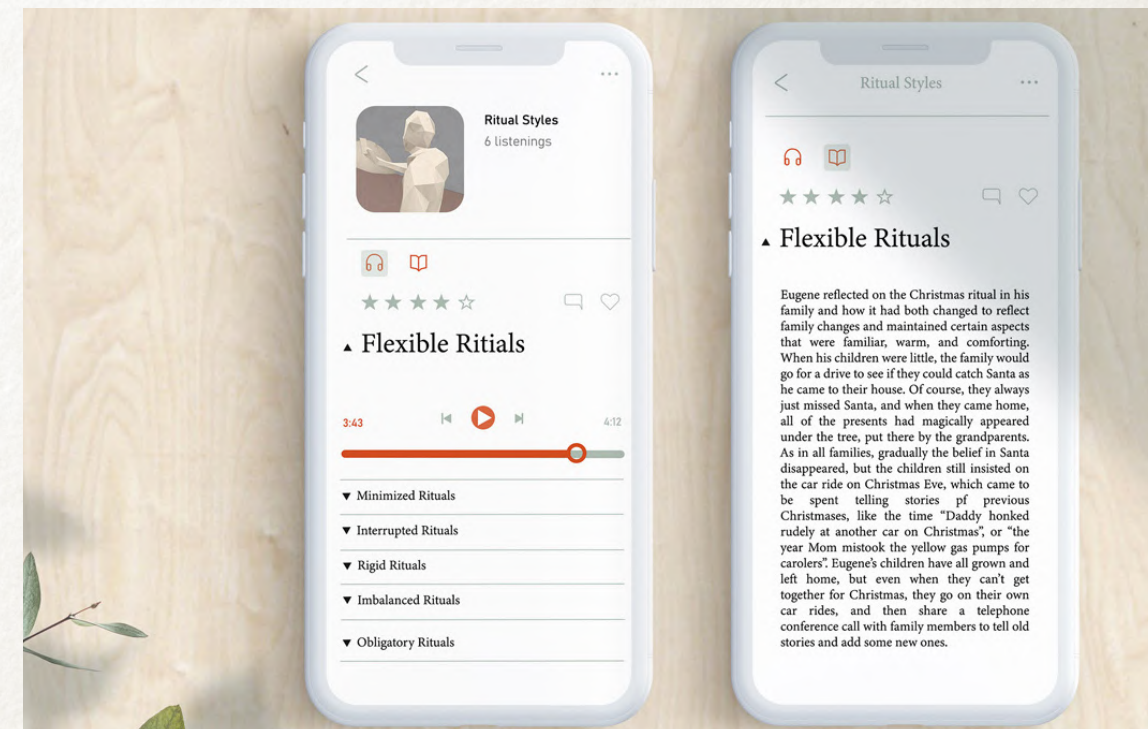 Ritual Styles
6 listenings
Flexible Ritials
3:43
4:12
Minimized Rituals
Interrupted Rituals
Rigid Rituals
Imbalanced Rituals
Obligatory Rituals
Ritual Styles
Flexible Rituals
Eugene reflected on the Christmas ritual in his
family and how it had both changed to reflect
family changes and maintained certain aspects
that were familiar, warm, and comforting.
When his children were little, the family would
go for a drive to see if they could catch Santa as
he came to their house. Of course, they always
just missed Santa, and when they came home,
all of the presents had magically appeared
under the tree, put there by the grandparents.
As in all families, gradually the belief in Santa
disappeared, but the children still insisted on
the car ride on Christmas Eve, which came to
be spent telling stories pf previous
Christmases, like the time “Daddy honked
rudely at another car on Christmas”, or “the
year Mom mistook the yellow gas pumps for
carolers”. Eugene’s children have all grown and
left home, but even when they can’t get
together for Christmas, they go on their own
car rides, and then share a telephone
conference call with family members to tell old
stories and add some new ones.